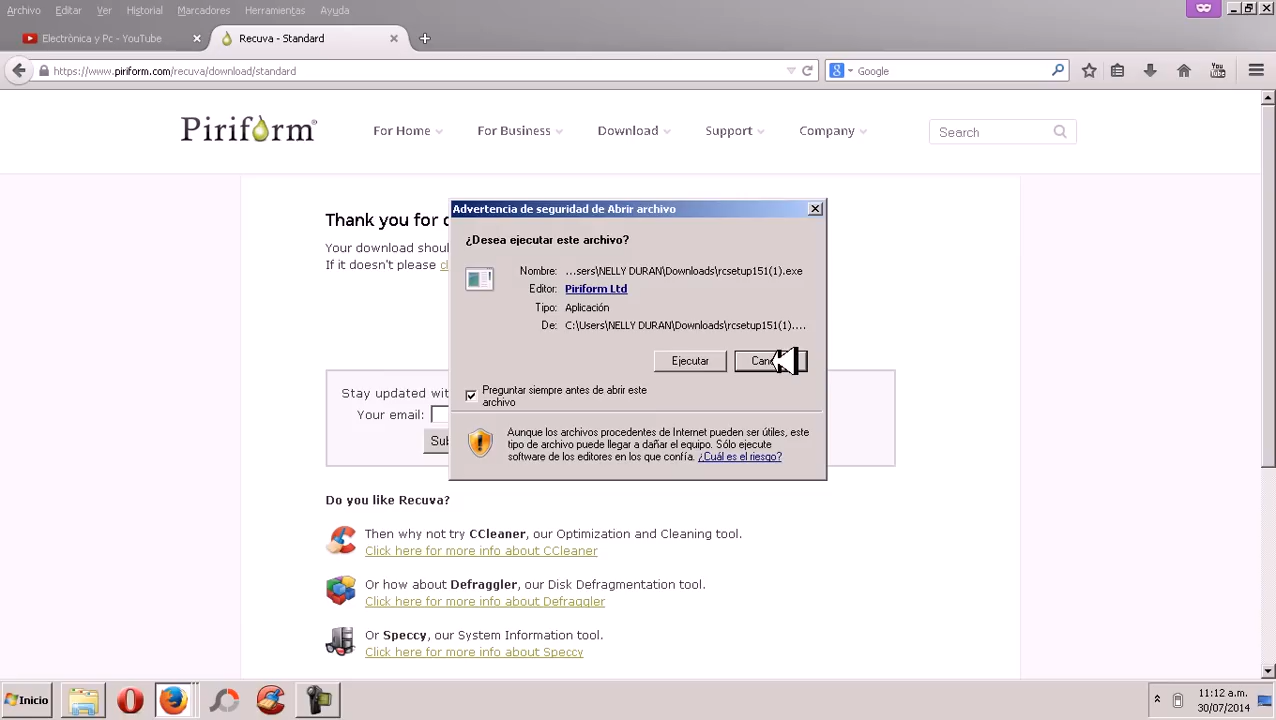 Archivo Editar Ver Historial Marcadores Herramientas Ayuda
Electrònica y Pc - YouTube
Recuva - Standard
https://www.piriform.com/recuva/download/standard
Google
Piriform
For Home
For Business
Download
Support
Company
Search
Thank you for
Your download
If it doesn't please
Advertencia de seguridad de Abrir archivo
¿Desea ejecutar este archivo?
Nombre: ...sers\NELLY DURAN\Downloads\rcsetup151(1).exe
Editor: Piriform Ltd
Tipo: Aplicación
De: C:\Users\NELLY DURAN\Downloads\rcsetup151(1)....
Ejecutar
Preguntar siempre antes de abrir este
archivo
Aunque los archivos procedentes de Internet pueden ser útiles, este
tipo de archivo puede llegar a dañar el equipo. Sólo ejecute
software de los editores en los que confía. ¿Cuál es el riesgo?
Stay updated
Your email:
Do you like Recuva?
Then why not try CCleaner, our Optimization and Cleaning tool.
Click here for more info about CCleaner
Or how about Defraggler, our Disk Defragmentation tool.
Click here for more info about Defraggler
Or Speccy, our System Information tool.
Click here for more info about Speccy
Inicio
11:12 a.m.
30/07/2014